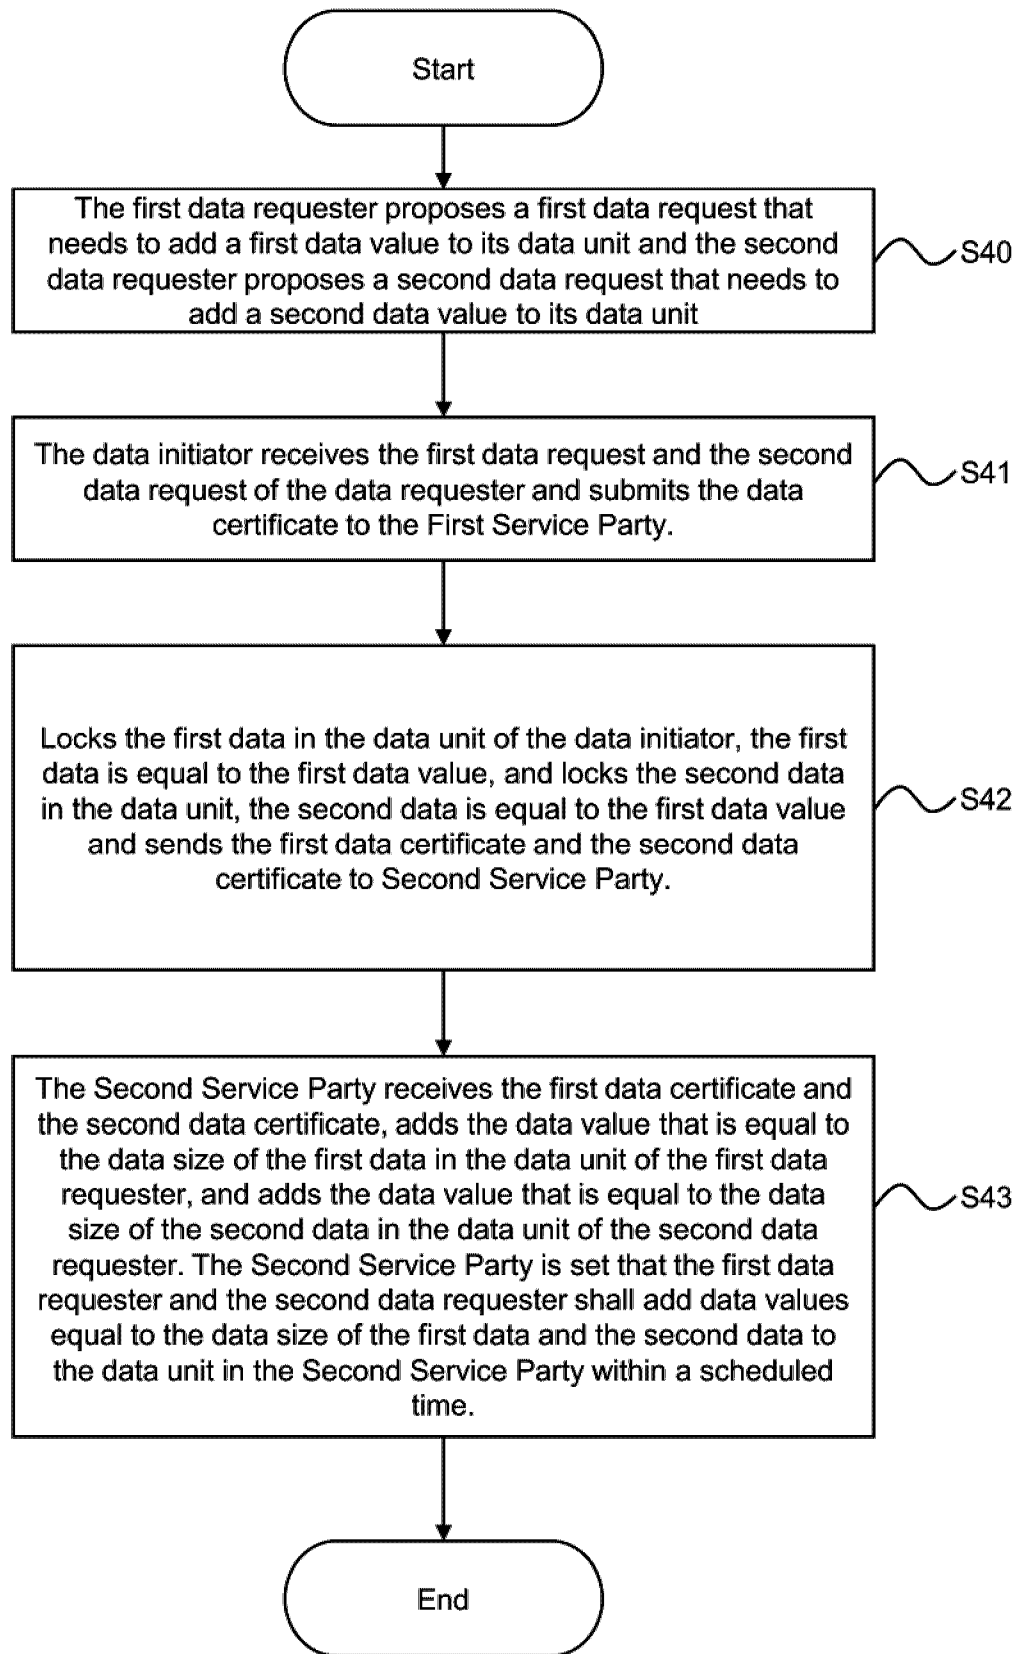 Start
The first data requester proposes a first data request that
needs to add a first data value to its data unit and the second
data requester proposes a second data request that needs to
add a second data value to its data unit
S40
The data initiator receives the first data request and the second
data request of the data requester and submits the data
certificate to the First Service Party.
S41
Locks the first data in the data unit of the data initiator, the first
data is equal to the first data value, and locks the second data
in the data unit, the second data is equal to the first data value
and sends the first data certificate and the second data
certificate to Second Service Party.
S42
The Second Service Party receives the first data certificate and
the second data certificate, adds the data value that is equal to
the data size of the first data in the data unit of the first data
requester, and adds the data value that is equal to the data
size of the second data in the data unit of the second data
requester. The Second Service Party is set that the first data
requester and the second data requester shall add data values
equal to the data size of the first data and the second data to
the data unit in the Second Service Party within a scheduled
time.
S43
End